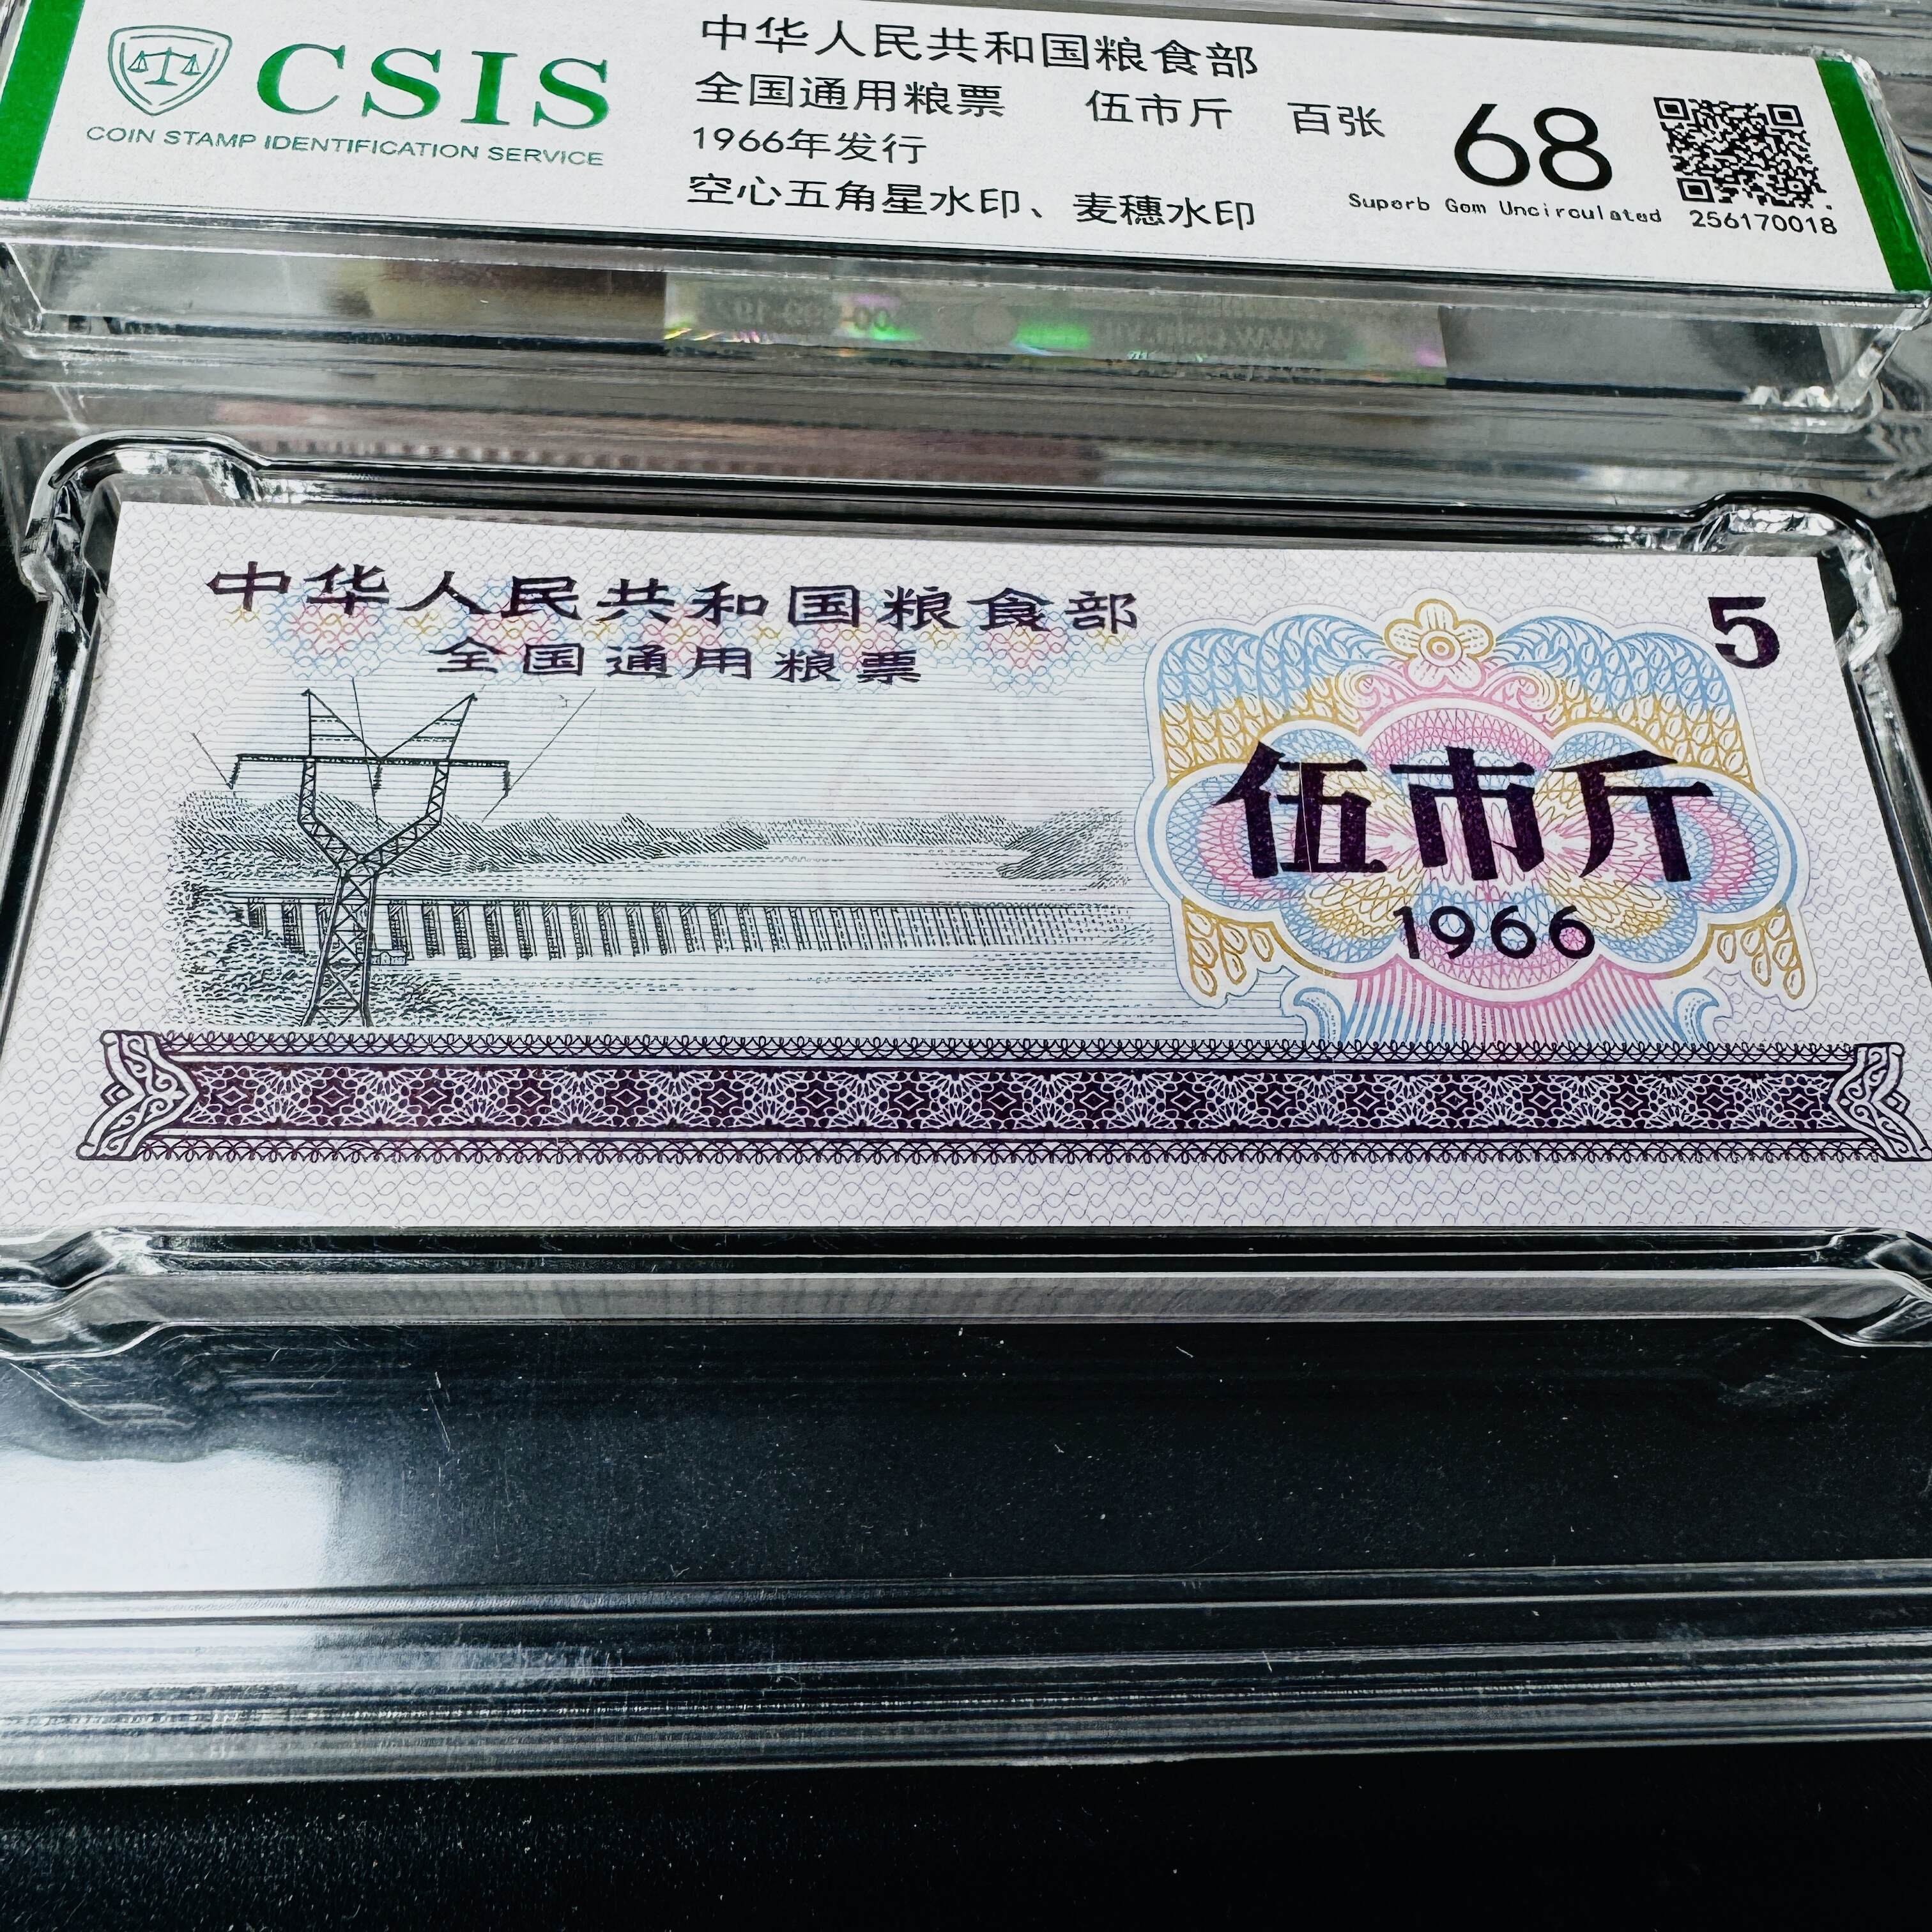 CSIS
COIN STAMP IDENTIFICATION SERVICE
中华人民共和国粮食部
全国通用粮票 伍市斤 百张
1966年发行
空心五角星水印、麦穗水印
68
Superb Gem Uncirculated
256170018
中华人民共和国粮食部
全国通用粮票
5
伍市斤
1966